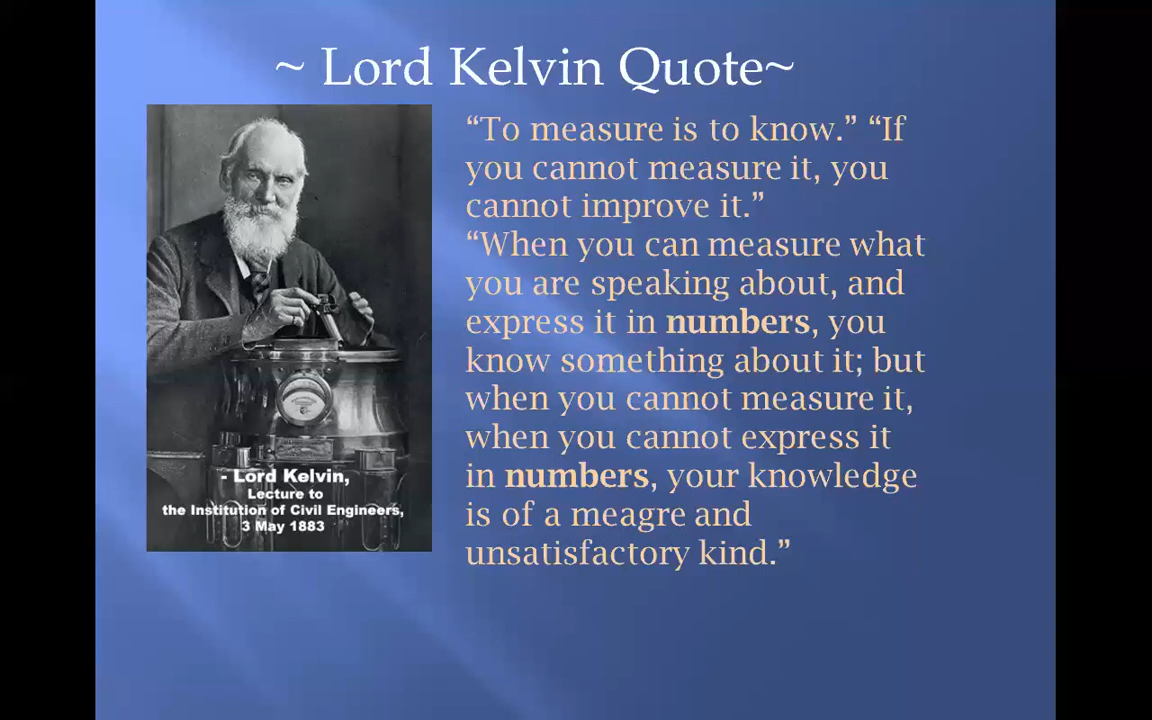 ~ Lord Kelvin Quote~
“To measure is to know.” “If
you cannot measure it, you
cannot improve it.”
“When you can measure what
you are speaking about, and
express it in numbers, you
know something about it; but
when you cannot measure it,
when you cannot express it
in numbers, your knowledge
is of a meagre and
unsatisfactory kind.”
- Lord Kelvin,
Lecture to
the Institution of Civil Engineers,
3 May 1883